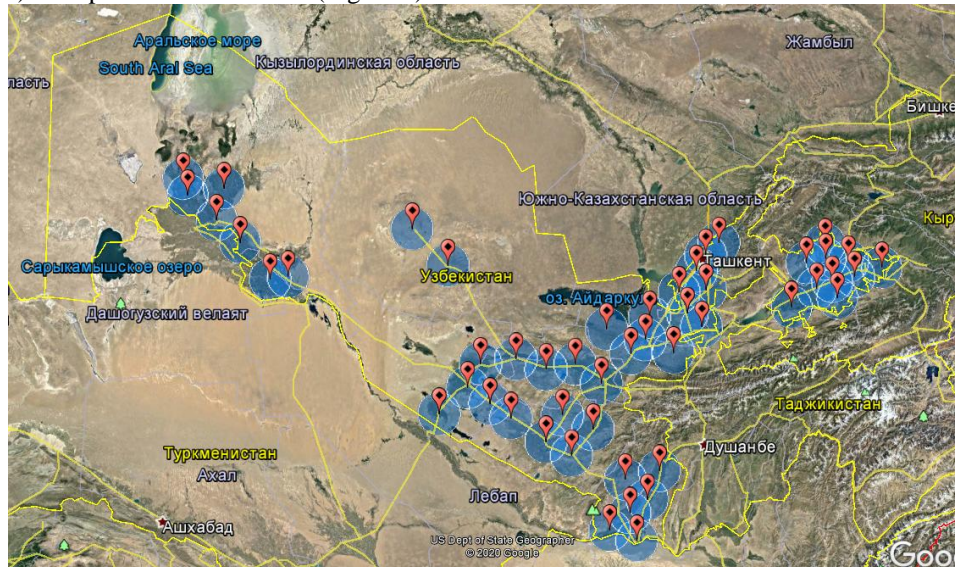 Аральское море
South Aral Sea
Кызылординская область
Жамбыл
ласть
Бишке
Южно-Казахстанская область
Кыр
Сарыкамышское озеро
Узбекистан
Ташкент
оз. Айдаркул
Дашогузский велаят
Таджикистан
Туркменистан
Ахал
Душанбе
Лебап
Ашхабад
US Dept of State Geographer
© 2020 Google
Goo